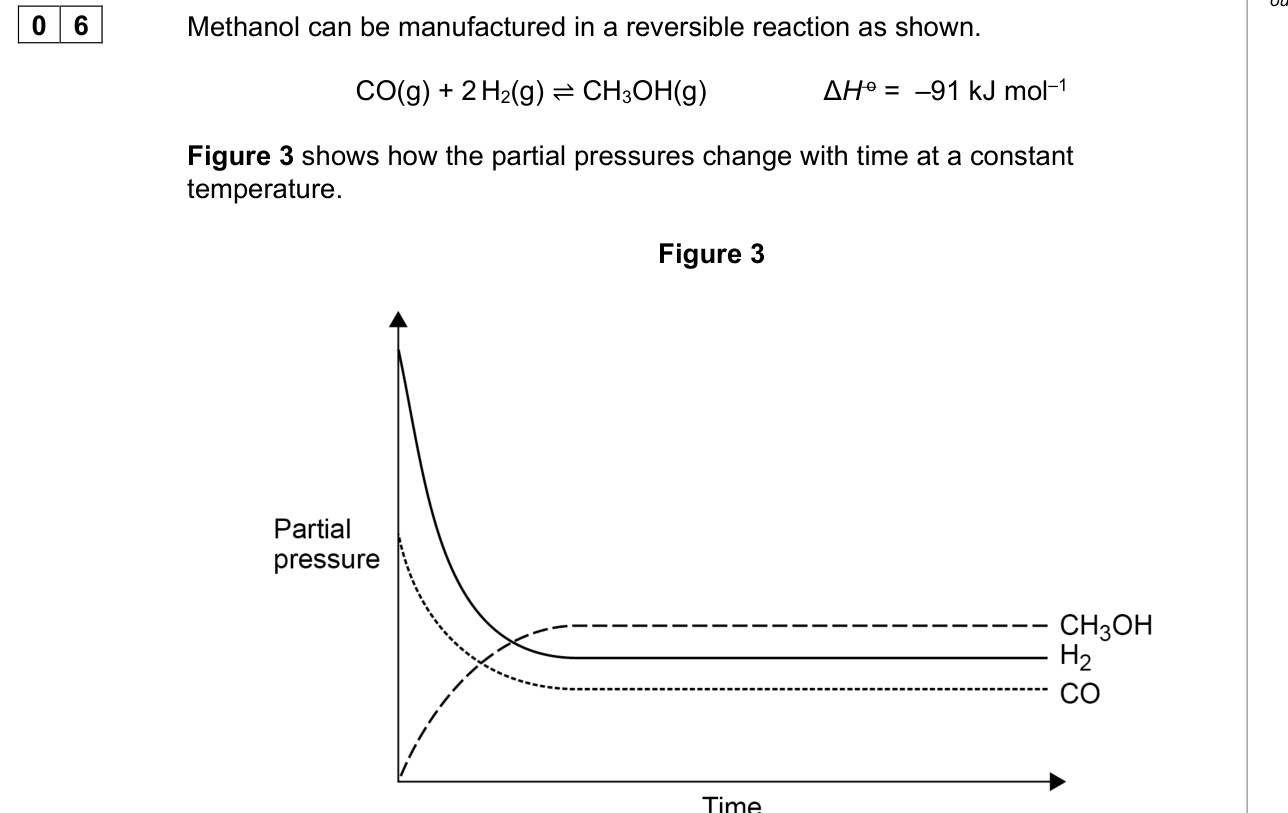 0 6 Methanol can be manufactured in a reversible reaction as shown.
CO(g) + 2 H₂(g) ⇌ CH₃OH(g) ΔH⦵ = –91 kJ mol⁻¹
Figure 3 shows how the partial pressures change with time at a constant
temperature.
Figure 3
Partial
pressure
CH₃OH
H₂
CO
Time